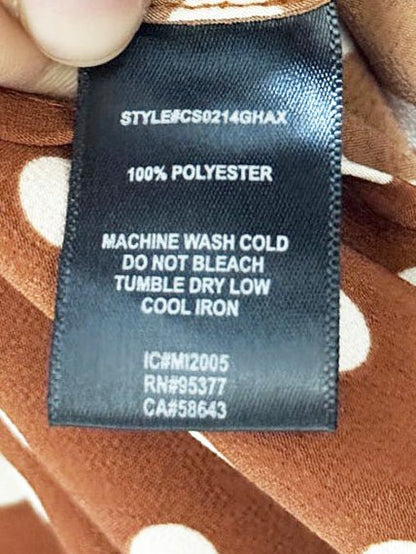 STYLE#CS0214GHAX
100% POLYESTER
MACHINE WASH COLD
DO NOT BLEACH
TUMBLE DRY LOW
COOL IRON
IC#MI2005
RN#95377
CA#58643